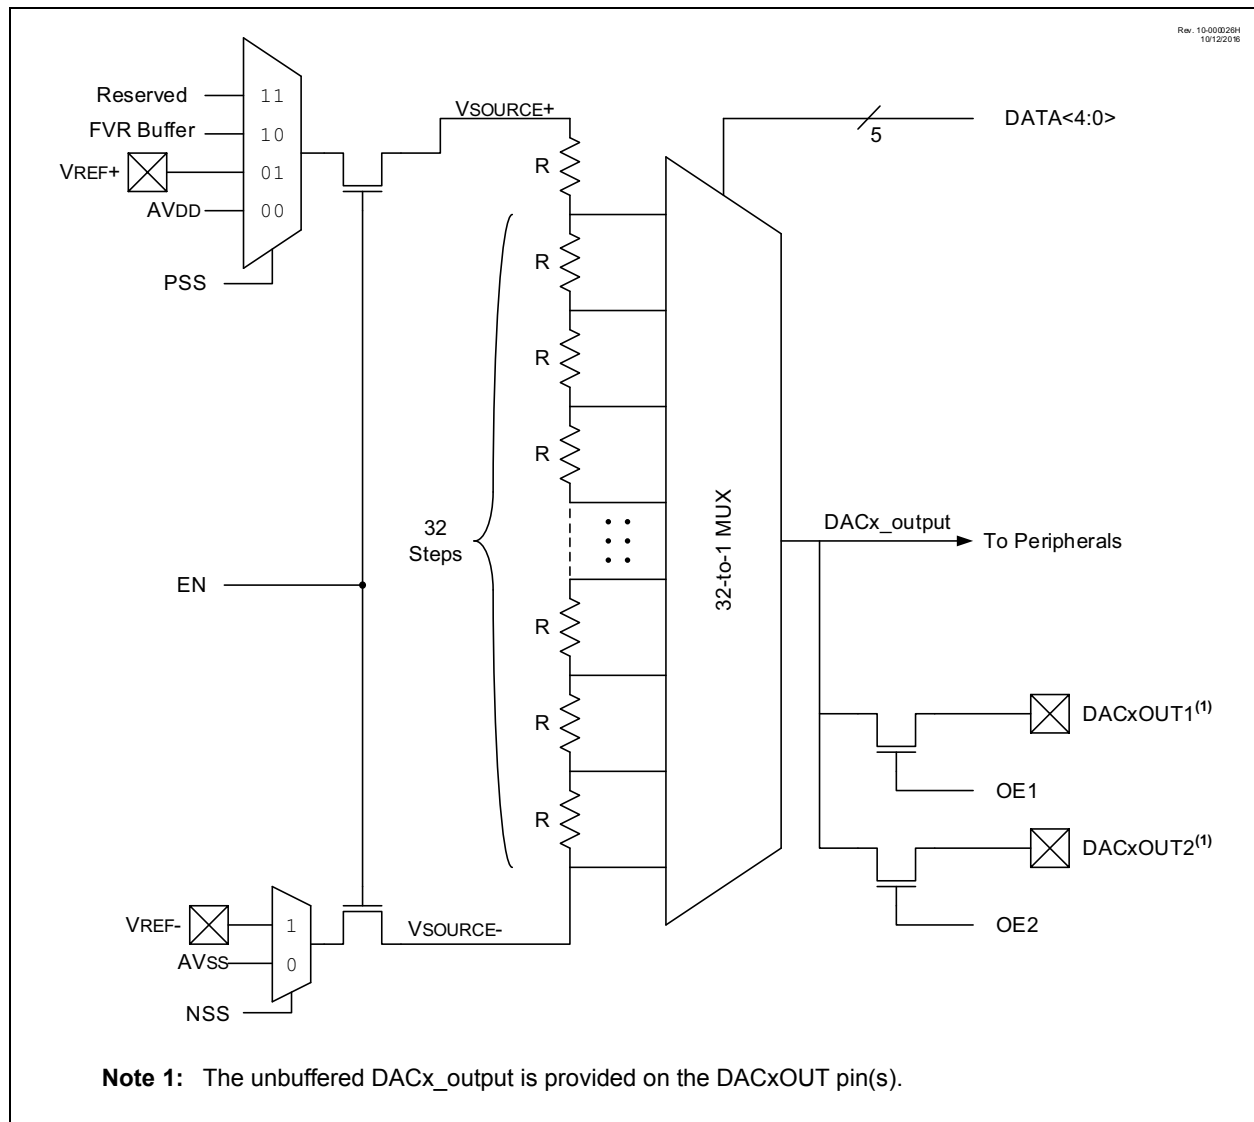 Rev. 10-000026H
10/12/2016
Reserved
11
FVR Buffer
10
VREF+
01
AVDD
00
PSS
VSOURCE+
R
R
R
R
R
R
R
32
Steps
EN
DATA<4:0>
5
32-to-1 MUX
DACx_output
To Peripherals
DACxOUT1(1)
OE1
DACxOUT2(1)
OE2
VREF-
1
AVSS
0
NSS
VSOURCE-
Note 1: The unbuffered DACx_output is provided on the DACxOUT pin(s).